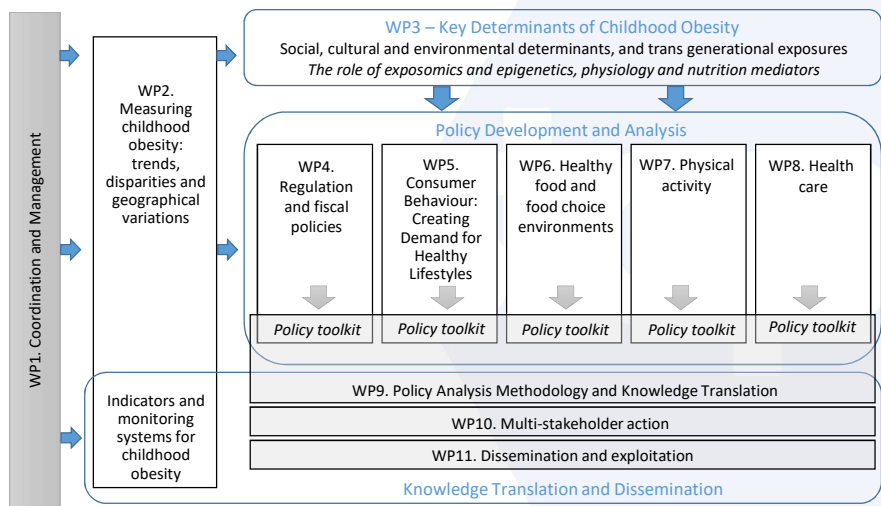 WP1. Coordination and Management
WP2.
Measuring
childhood
obesity:
trends,
disparities and
geographical
variations
Indicators and
monitoring
systems for
childhood
obesity
WP3 – Key Determinants of Childhood Obesity
Social, cultural and environmental determinants, and trans generational exposures
The role of exposomics and epigenetics, physiology and nutrition mediators
Policy Development and Analysis
WP4.
Regulation
and fiscal
policies
Policy toolkit
WP5.
Consumer
Behaviour:
Creating
Demand for
Healthy
Lifestyles
Policy toolkit
WP6. Healthy
food and
food choice
environments
Policy toolkit
WP7. Physical
activity
Policy toolkit
WP8. Health
care
Policy toolkit
WP9. Policy Analysis Methodology and Knowledge Translation
WP10. Multi-stakeholder action
WP11. Dissemination and exploitation
Knowledge Translation and Dissemination